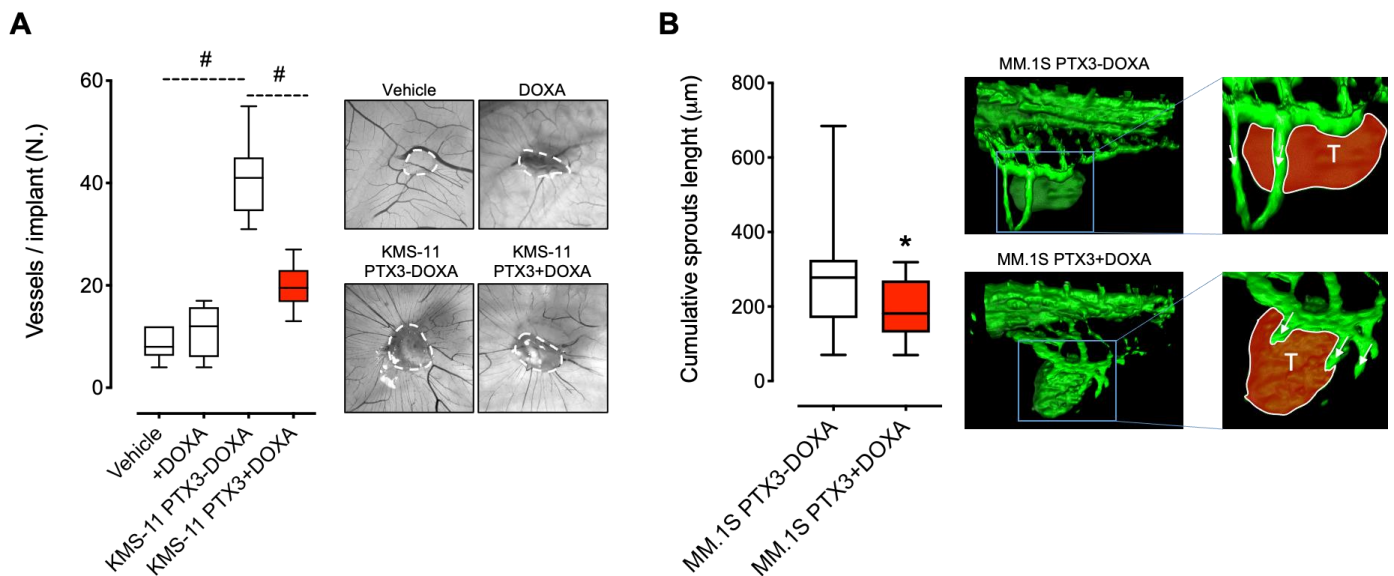 A
Vessels / implant (N.)
60
40
20
0
#
#
Vehicle
+DOXA
KMS-11 PTX3-DOXA
KMS-11 PTX3+DOXA
Vehicle
DOXA
KMS-11
PTX3-DOXA
KMS-11
PTX3+DOXA
B
Cumulative sprouts lenght (μm)
800
600
400
200
0
*
MM.1S PTX3-DOXA
MM.1S PTX3+DOXA
MM.1S PTX3-DOXA
T
MM.1S PTX3+DOXA
T